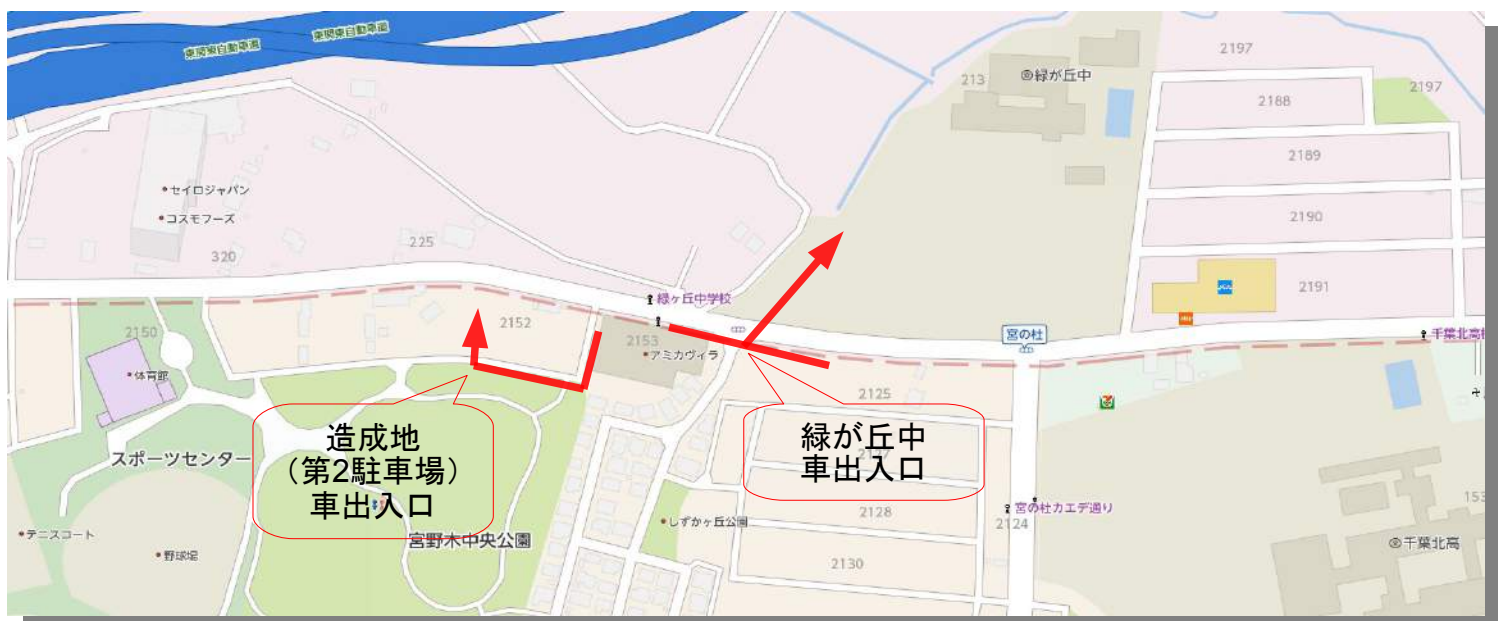 東関東自動車道
東関東自動車道
2197
213
緑が丘中
2197
2188
2189
セイロジャパン
コスモフーズ
2190
225
320
2191
緑ヶ丘中学校
2150
2152
2153
アミカヴィラ
宮の杜
体育館
2125
造成地
(第2駐車場)
車出入口
緑が丘中
車出入口
2127
スポーツセンター
テニスコート
野球場
宮野木中央公園
しずかヶ丘公園
2128
宮の杜カエデ通り
2124
153
千葉北高
2130